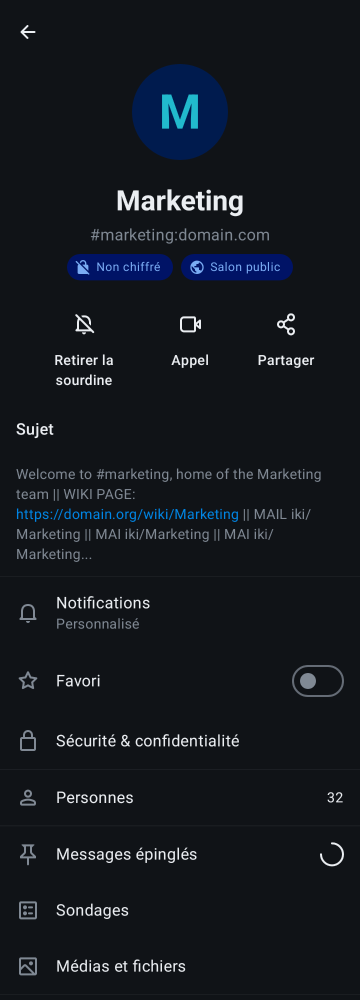 M
Marketing
#marketing:domain.com
Non chiffré
Salon public
Retirer la
sourdine
Appel
Partager
Sujet
Welcome to #marketing, home of the Marketing
team || WIKI PAGE:
https://domain.org/wiki/Marketing || MAIL iki/
Marketing || MAI iki/Marketing || MAI iki/
Marketing...
Notifications
Personnalisé
Favori
Sécurité & confidentialité
Personnes 32
Messages épinglés
Sondages
Médias et fichiers